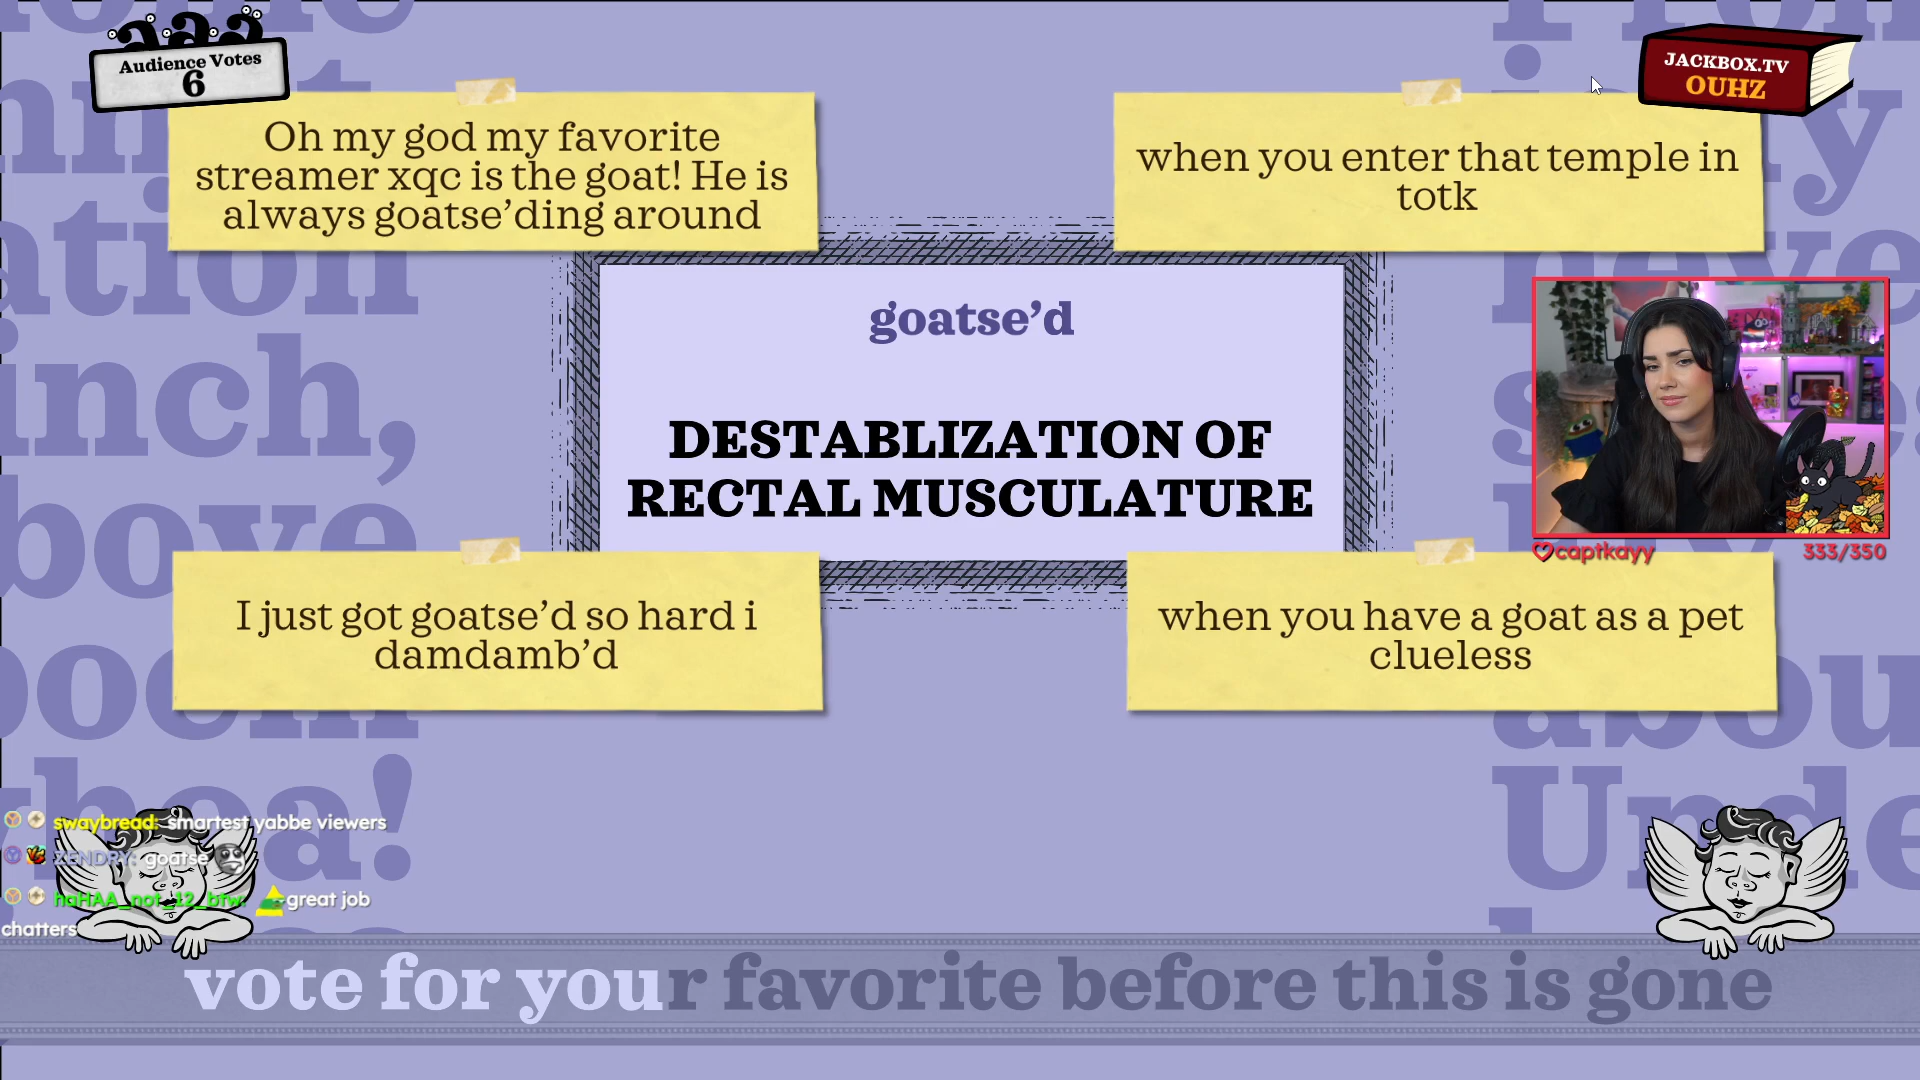 Audience Votes
6
JACKBOX.TV
OUHZ
Oh my god my favorite
streamer xqc is the goat! He is
always goatse’ding around
when you enter that temple in
totk
goatse’d
DESTABLIZATION OF
RECTAL MUSCULATURE
captkayy
333/350
I just got goatse’d so hard i
damdamb’d
when you have a goat as a pet
clueless
swaybread: smartest yabbe viewers
ZENDRY: goatse
haHAA_not_12_btw: great job
chatters
vote for your favorite before this is gone